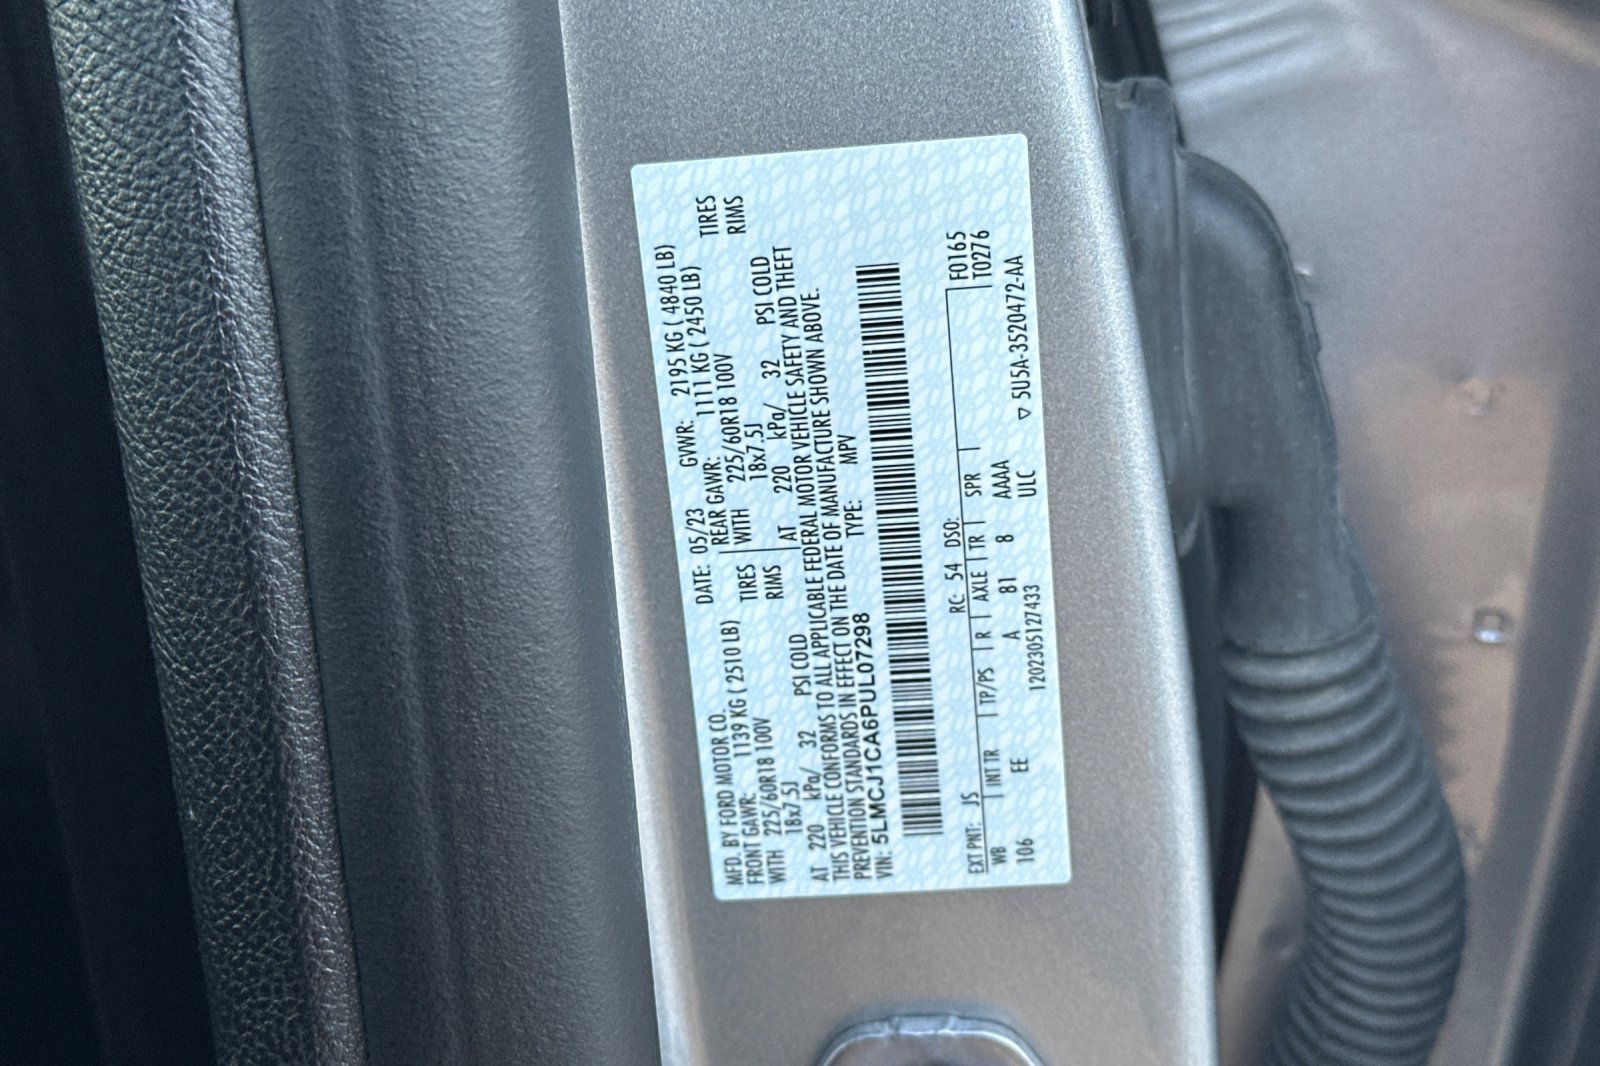 MFD. BY FORD MOTOR CO.
DATE: 05/23 GVWR: 2195 KG ( 4840 LB)
FRONT GAWR: 1139 KG ( 2510 LB)
REAR GAWR: 1111 KG ( 2450 LB)
WITH 225/60R18 100V TIRES
WITH 225/60R18 100V TIRES
18x7.5J RIMS
18x7.5J RIMS
AT 220 kPa/ 32 PSI COLD
AT 220 kPa/ 32 PSI COLD
THIS VEHICLE CONFORMS TO ALL APPLICABLE FEDERAL MOTOR VEHICLE SAFETY AND THEFT
PREVENTION STANDARDS IN EFFECT ON THE DATE OF MANUFACTURE SHOWN ABOVE.
VIN: 5LMCJ1CA6PUL07298 TYPE: MPV
EXT PNT: JS RC: 54 DSO: F0165
WB INT TR TP/PS R AXLE TR SPR T0276
106 EE A 81 8 AAAA
1202305127433 ULC ▽ 5U5A-3520472-AA